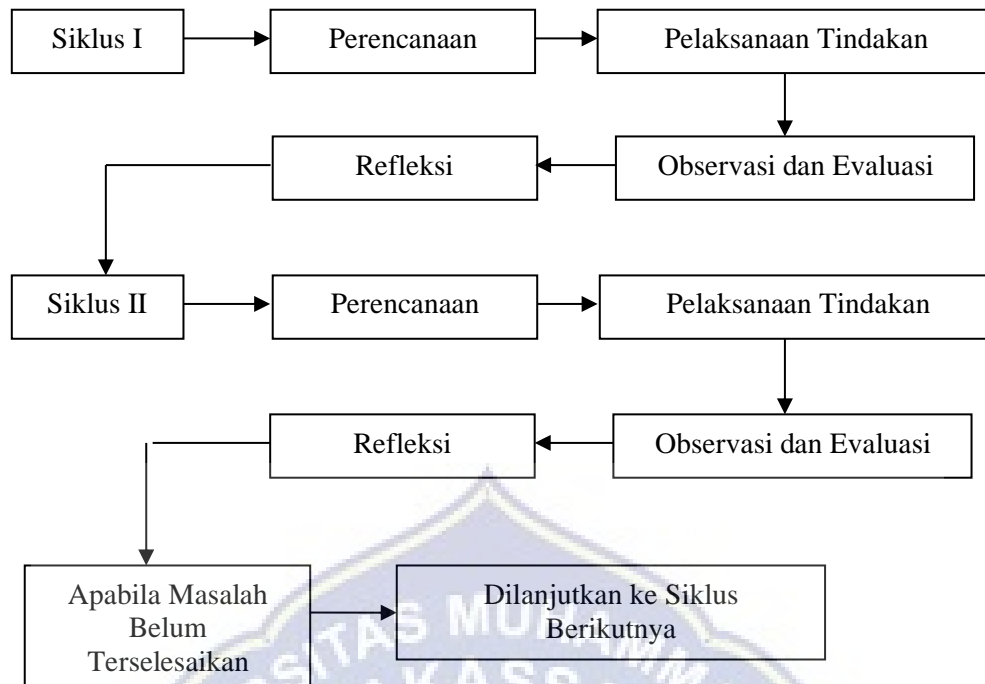 Siklus I
Perencanaan
Pelaksanaan Tindakan
Refleksi
Observasi dan Evaluasi
Siklus II
Perencanaan
Pelaksanaan Tindakan
Refleksi
Observasi dan Evaluasi
Apabila Masalah
Belum
Terselesaikan
Dilanjutkan ke Siklus
Berikutnya